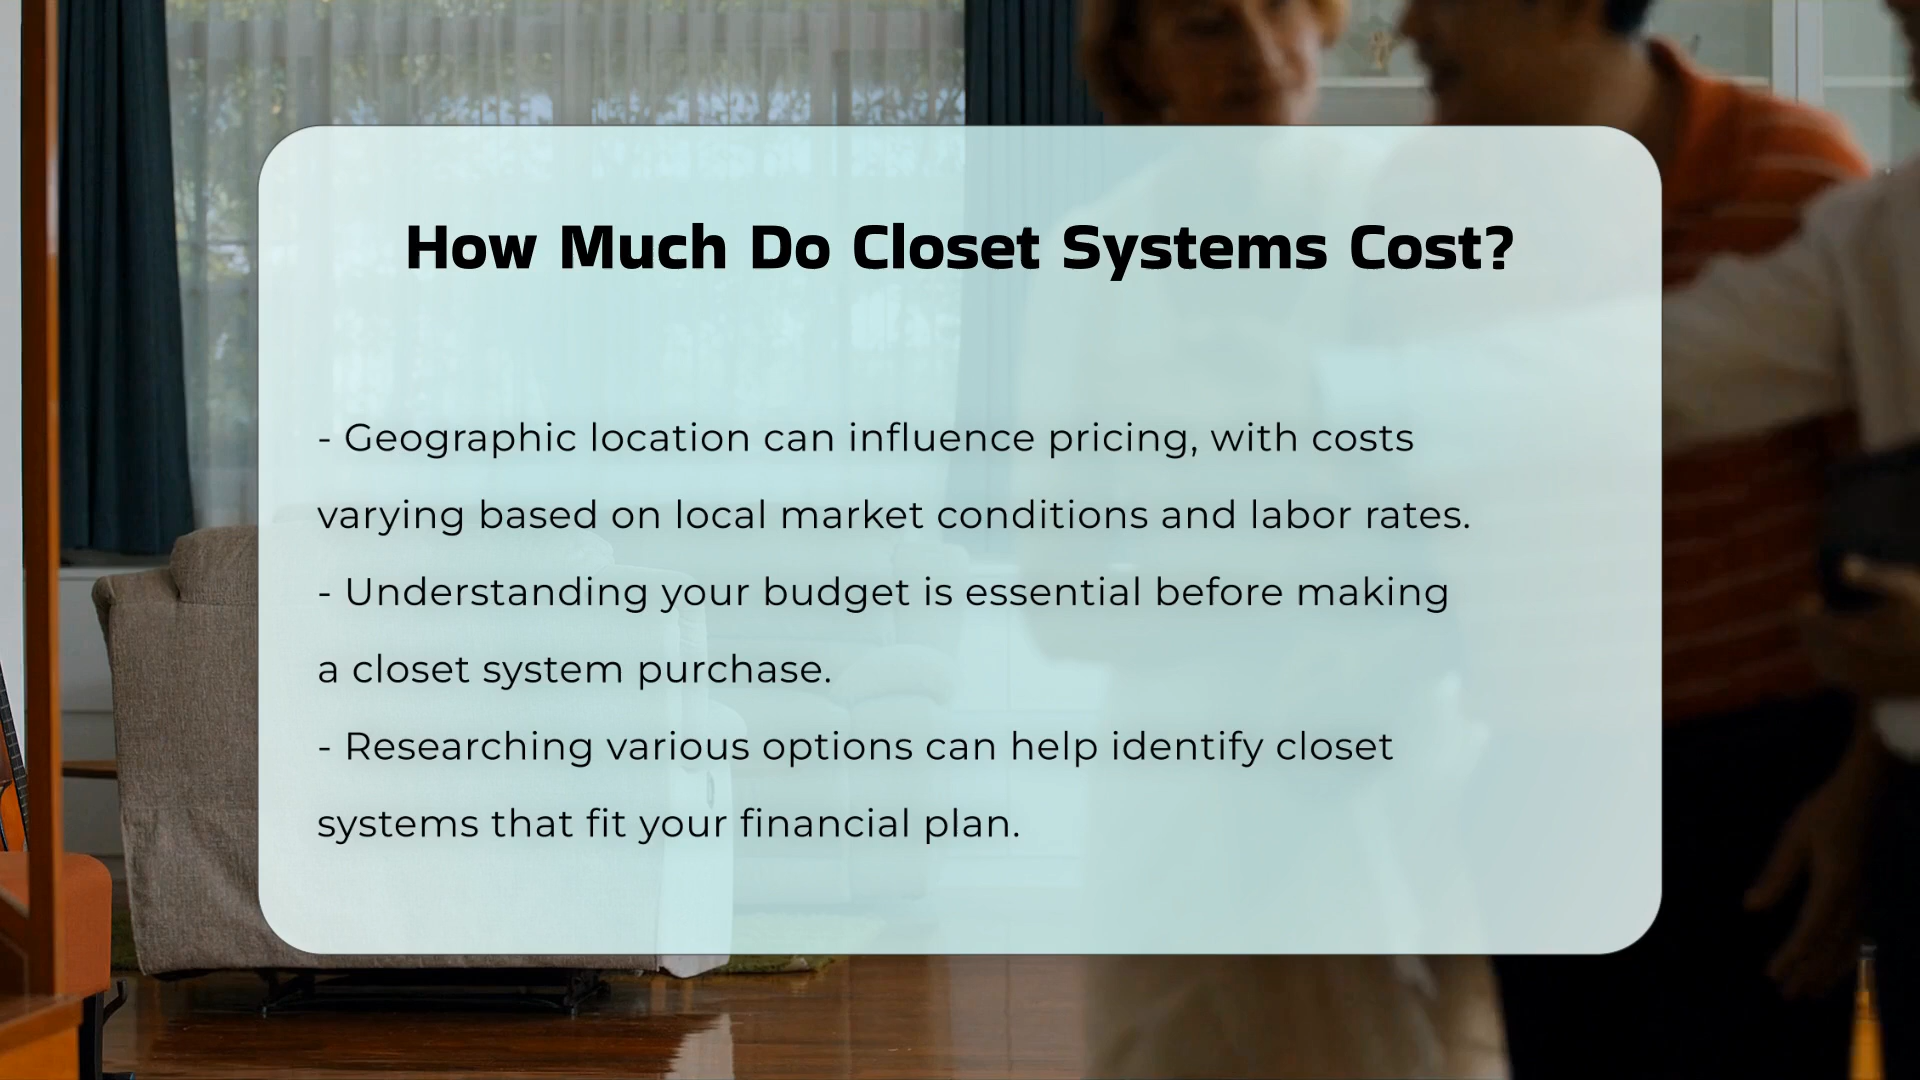 How Much Do Closet Systems Cost?
- Geographic location can influence pricing, with costs
varying based on local market conditions and labor rates.
- Understanding your budget is essential before making
a closet system purchase.
- Researching various options can help identify closet
systems that fit your financial plan.